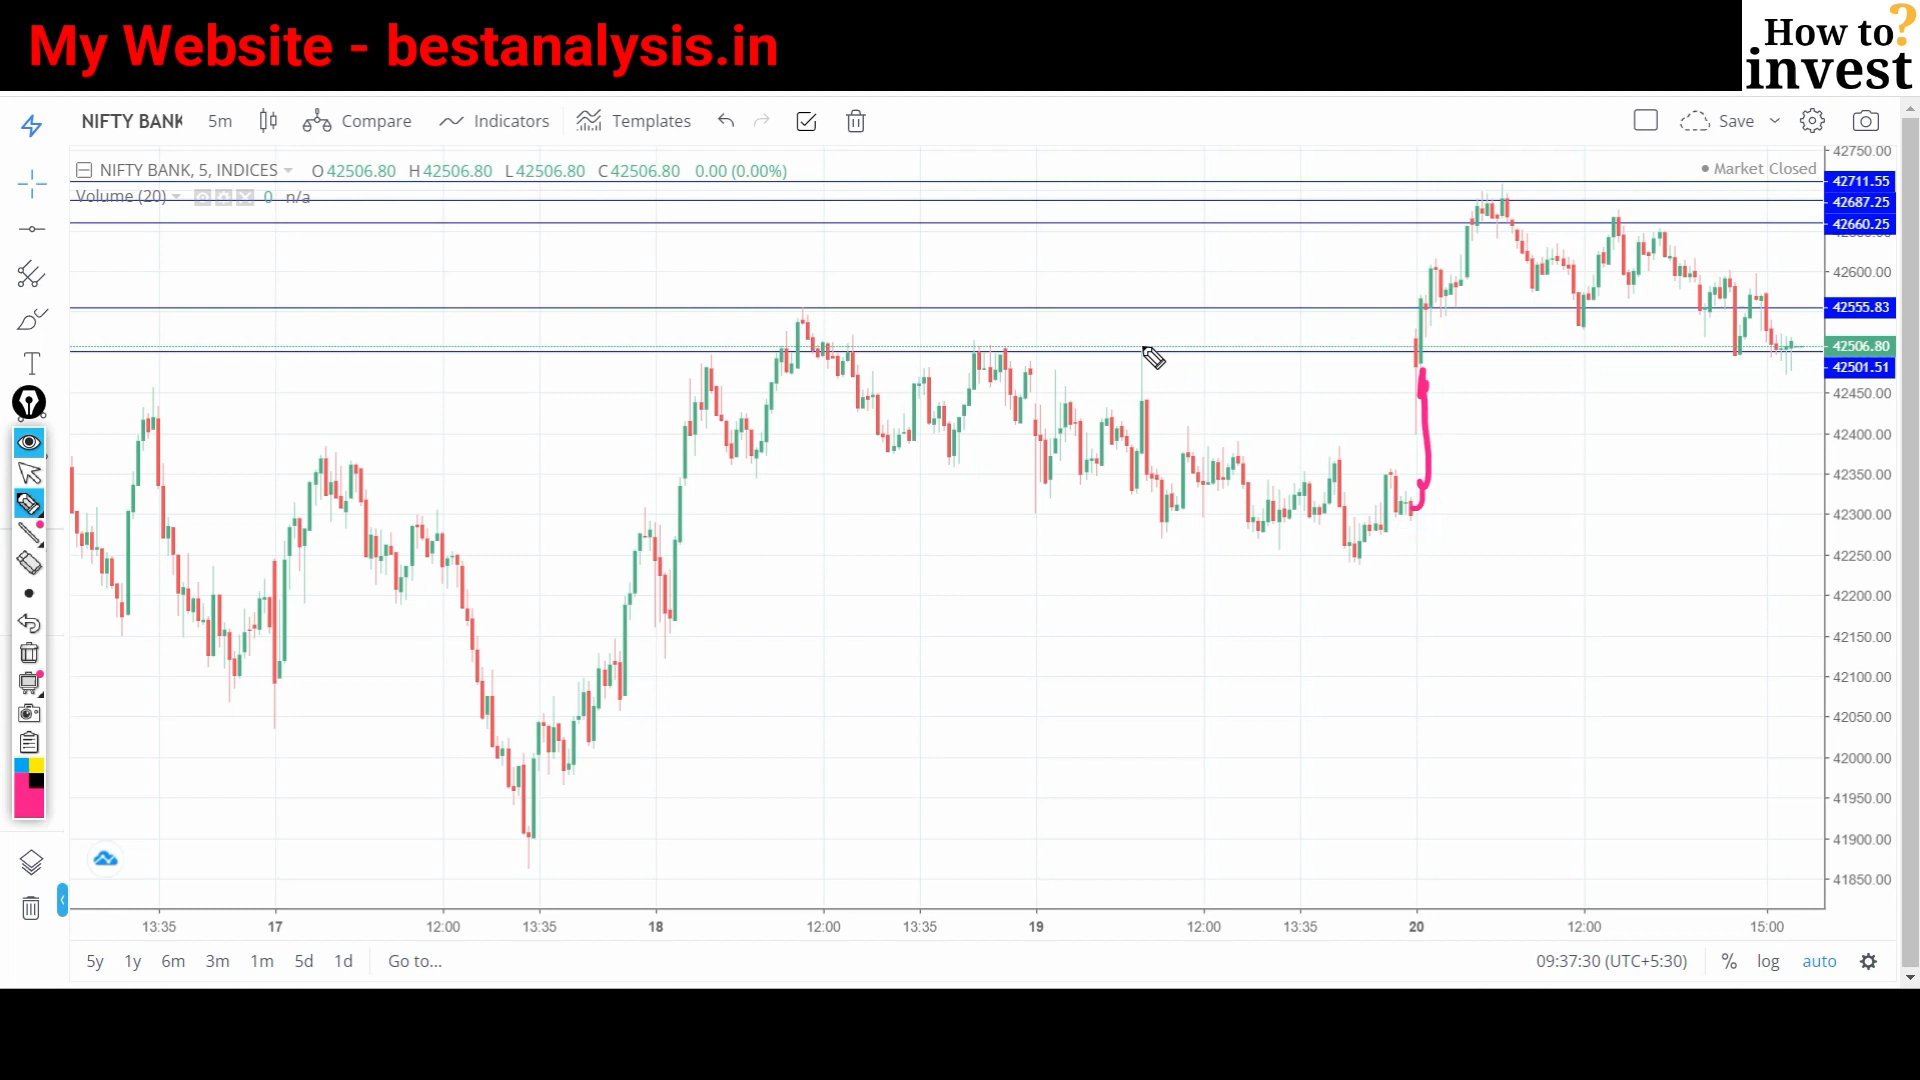 My Website - bestanalysis.in
How to?
invest
NIFTY BANK 5m Compare Indicators Templates Save
NIFTY BANK, 5, INDICES O42506.80 H42506.80 L42506.80 C42506.80 0.00 (0.00%)
Market Closed
Volume (20) 0 n/a
42750.00
42711.55
42687.25
42660.25
42600.00
42555.83
42506.80
42501.51
42450.00
42400.00
42350.00
42300.00
42250.00
42200.00
42150.00
42100.00
42050.00
42000.00
41950.00
41900.00
41850.00
13:35 17 12:00 13:35 18 12:00 13:35 19 12:00 13:35 20 12:00 15:00
5y 1y 6m 3m 1m 5d 1d Go to... 09:37:30 (UTC+5:30) % log auto